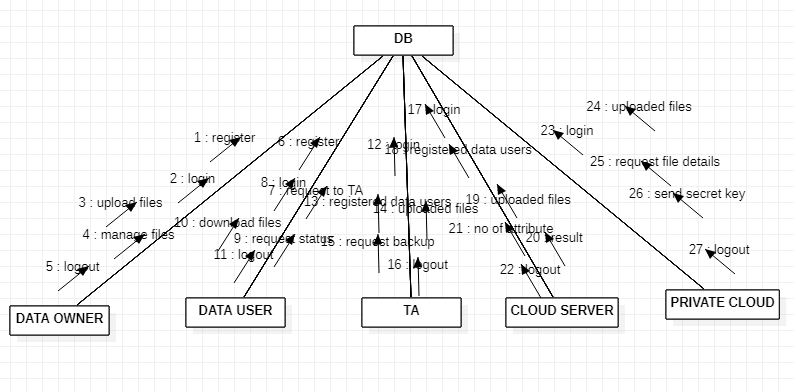 DB
1 : register
2 : login
3 : upload files
4 : manage files
5 : logout
6 : register
8 : login
7 : request to TA
10 : download files
9 : request status
11 : logout
12 : login
13 : registered data users
14 : uploaded files
15 : request backup
16 : logout
17 : login
18 : registered data users
19 : uploaded files
21 : no of attribute
20 : result
22 : logout
23 : login
24 : uploaded files
25 : request file details
26 : send secret key
27 : logout
DATA OWNER
DATA USER
TA
CLOUD SERVER
PRIVATE CLOUD